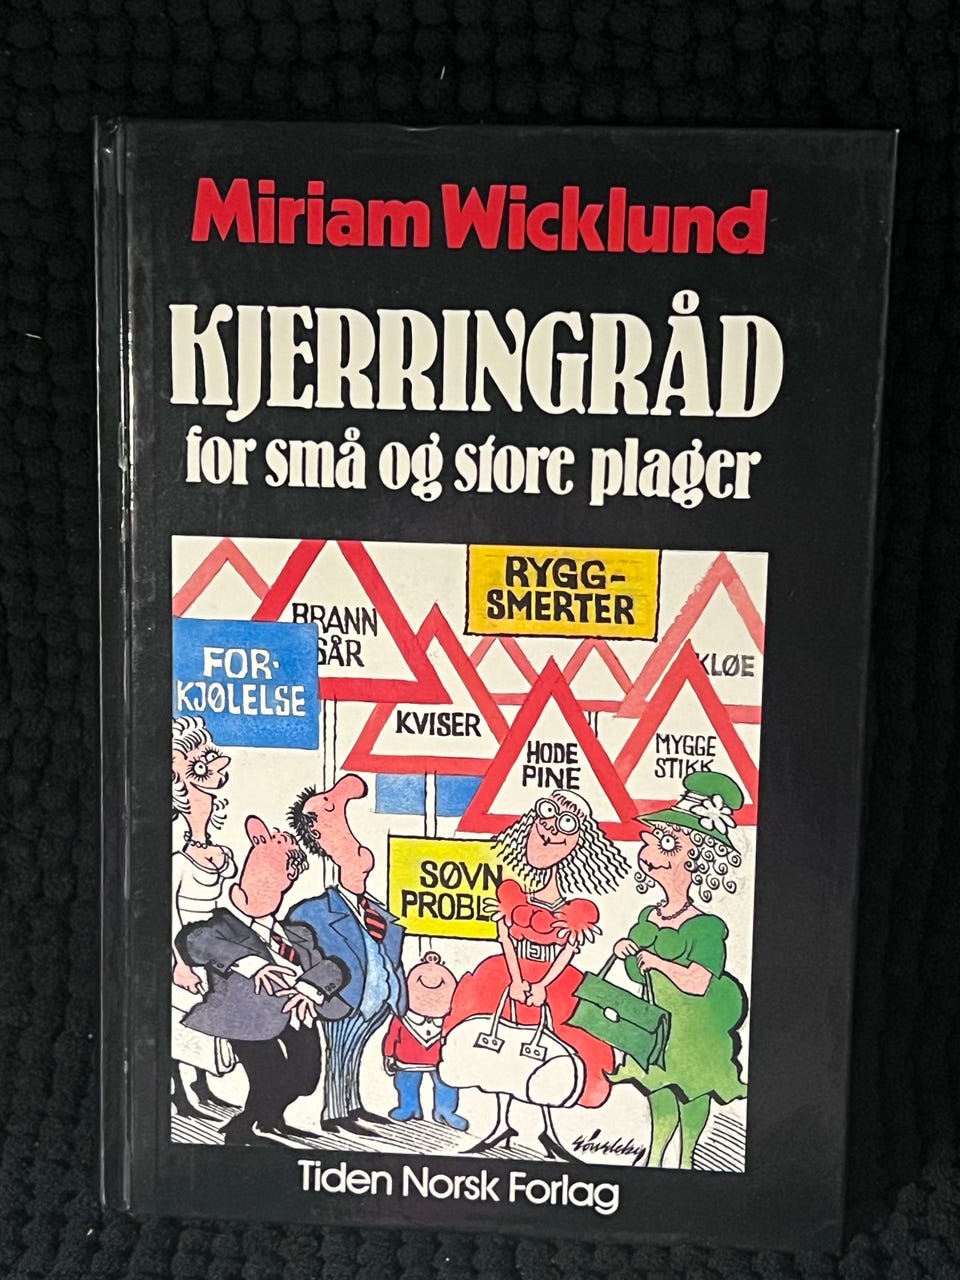 Miriam Wicklund
KJERRINGRÅD
for små og store plager
RYGG-
SMERTER
BRANN
SÅR
KLØE
FOR-
KJØLELSE
KVISER
HODE
PINE
MYGGE
STIKK
SØVN
PROBLE
Tiden Norsk Forlag